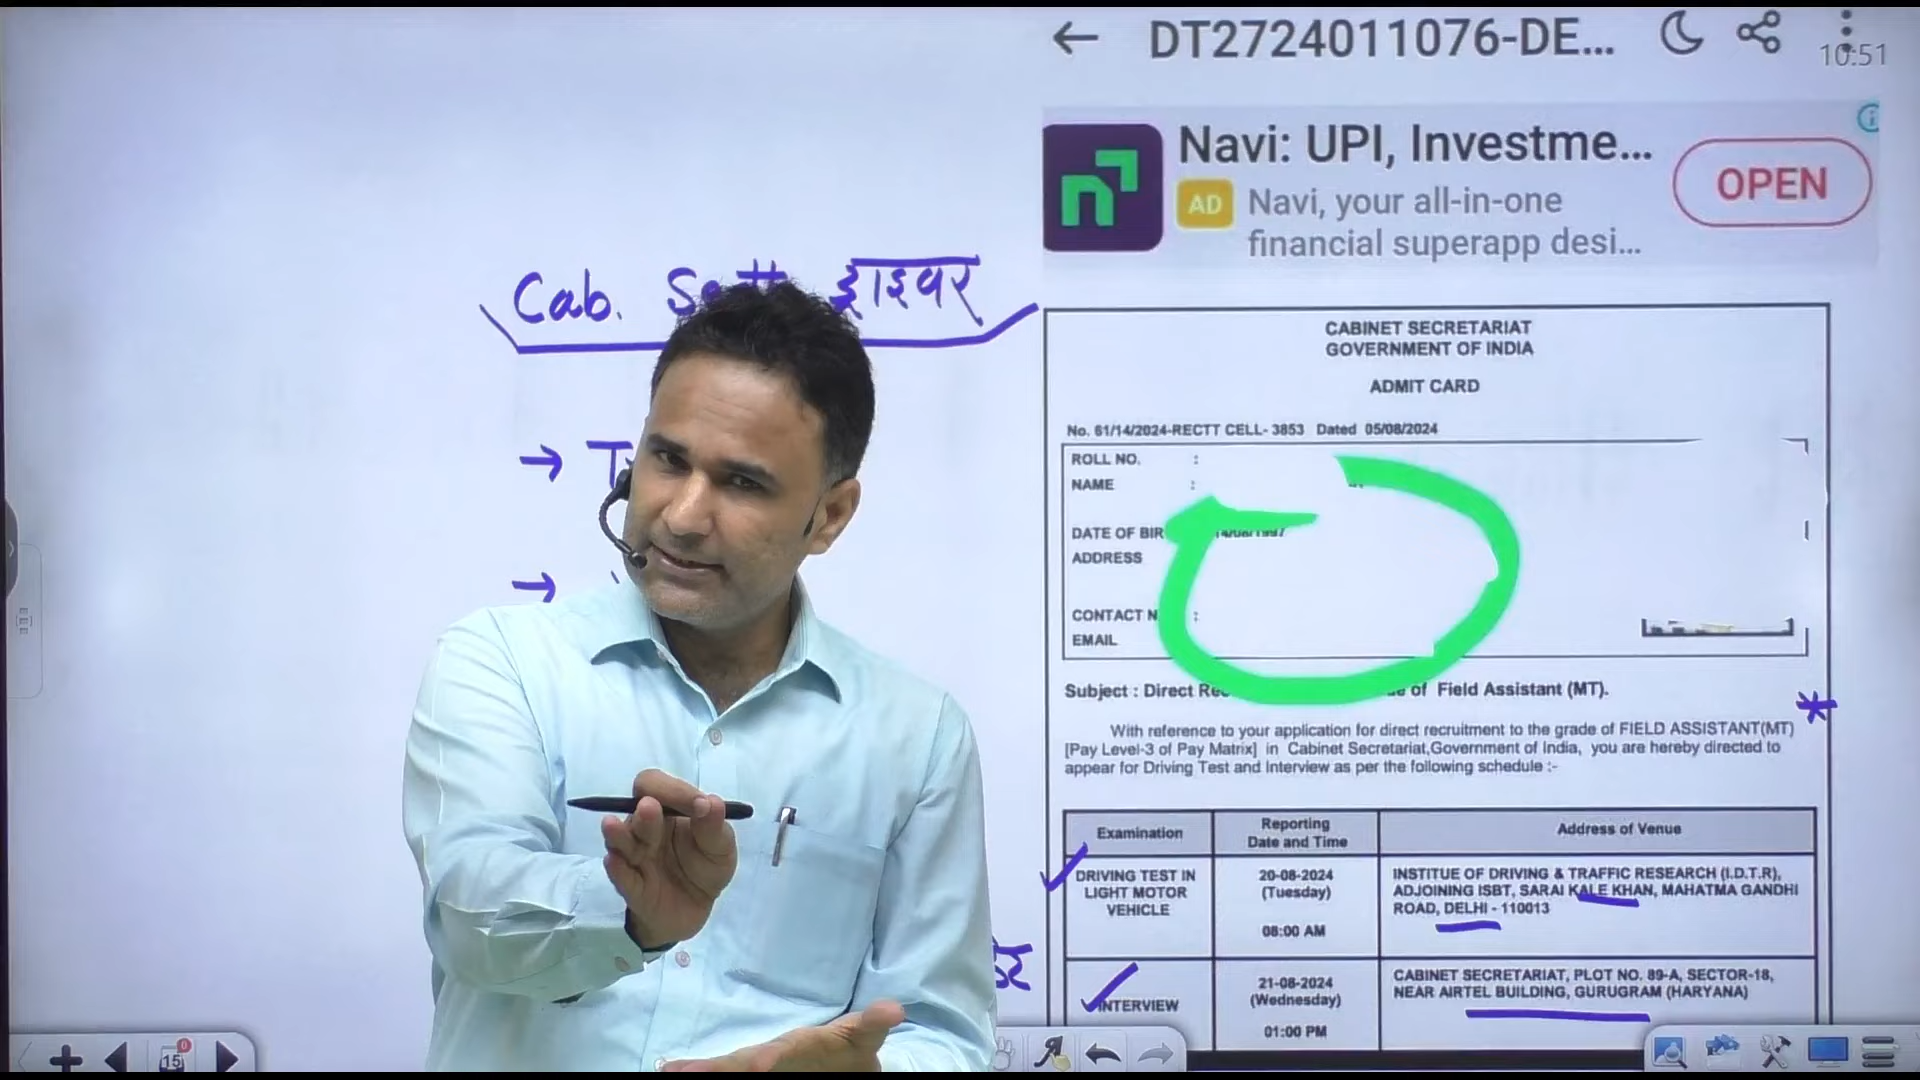 DT2724011076-DE...
10:51
Navi: UPI, Investme...
AD
Navi, your all-in-one
financial superapp desi...
OPEN
Cab. ड्राइवर
CABINET SECRETARIAT
GOVERNMENT OF INDIA
ADMIT CARD
No. 61/14/2024-RECTT CELL- 3853 Dated 05/08/2024
ROLL NO. :
NAME :
DATE OF BIR
ADDRESS
CONTACT N :
EMAIL
Subject : Direct of Field Assistant (MT).
With reference to your application for direct recruitment to the grade of FIELD ASSISTANT(MT)
[Pay Level-3 of Pay Matrix] in Cabinet Secretariat,Government of India, you are hereby directed to
appear for Driving Test and Interview as per the following schedule :-
Examination
Reporting
Date and Time
Address of Venue
DRIVING TEST IN
LIGHT MOTOR
VEHICLE
20-08-2024
(Tuesday)
08:00 AM
INSTITUE OF DRIVING & TRAFFIC RESEARCH (I.D.T.R),
ADJOINING ISBT, SARAI KALE KHAN, MAHATMA GANDHI
ROAD, DELHI - 110013
INTERVIEW
21-08-2024
(Wednesday)
01:00 PM
CABINET SECRETARIAT, PLOT NO. 89-A, SECTOR-18,
NEAR AIRTEL BUILDING, GURUGRAM (HARYANA)
15
0